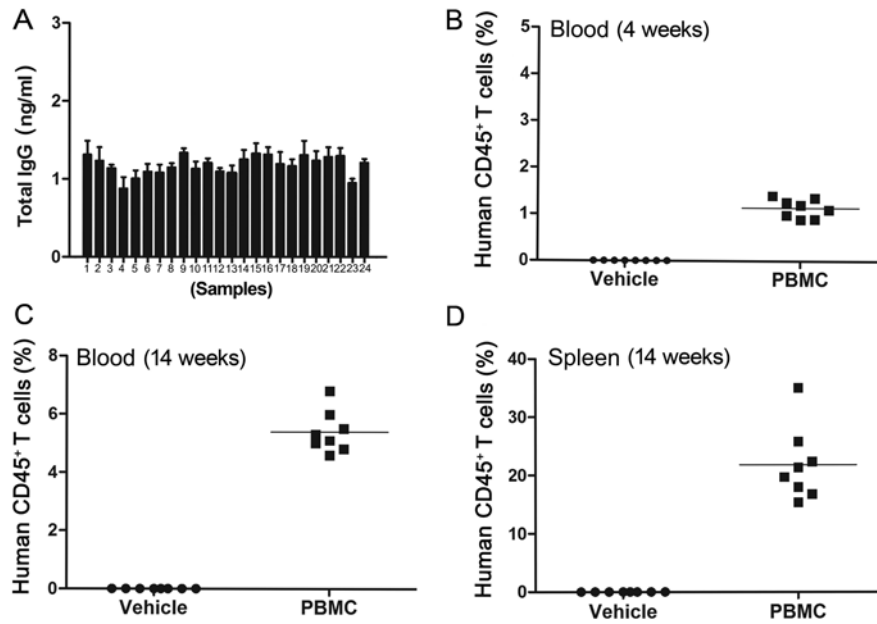 A
Total IgG (ng/ml)
3
2
1
0
1 2 3 4 5 6 7 8 9 10 11 12 13 14 15 16 17 18 19 20 21 22 23 24
(Samples)
B
Blood (4 weeks)
Human CD45+ T cells (%)
5
4
3
2
1
0
Vehicle PBMC
C
Blood (14 weeks)
Human CD45+ T cells (%)
8
6
4
2
0
Vehicle PBMC
D
Spleen (14 weeks)
Human CD45+ T cells (%)
40
30
20
10
0
Vehicle PBMC